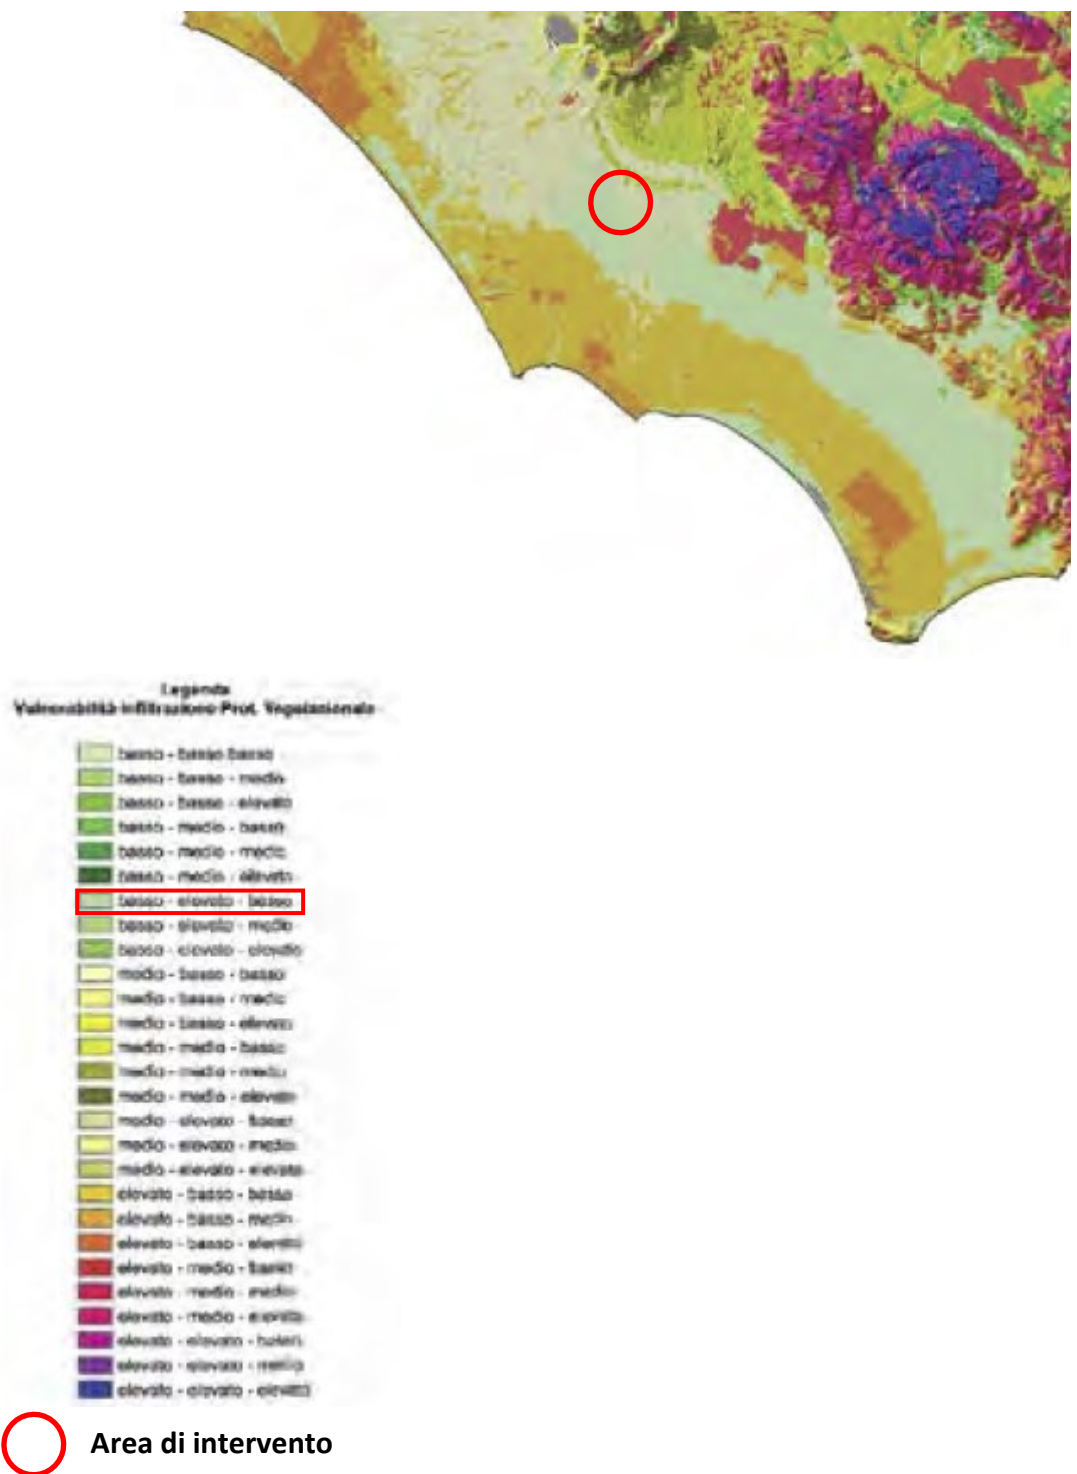 Legenda
Vulnerabilità Infiltrazione Prot. Vegetazionale
basso - basso basso
basso - basso - medio
basso - basso - elevato
basso - medio - basso
basso - medio - medio
basso - medio - elevato
basso - elevato - basso
basso - elevato - medio
basso - elevato - elevato
medio - basso - basso
medio - basso - medio
medio - basso - elevato
medio - medio - basso
medio - medio - medio
medio - medio - elevato
medio - elevato - basso
medio - elevato - medio
medio - elevato - elevato
elevato - basso - basso
elevato - basso - medio
elevato - basso - elevato
elevato - medio - basso
elevato - medio - medio
elevato - medio - elevato
elevato - elevato - basso
elevato - elevato - medio
elevato - elevato - elevato
Area di intervento